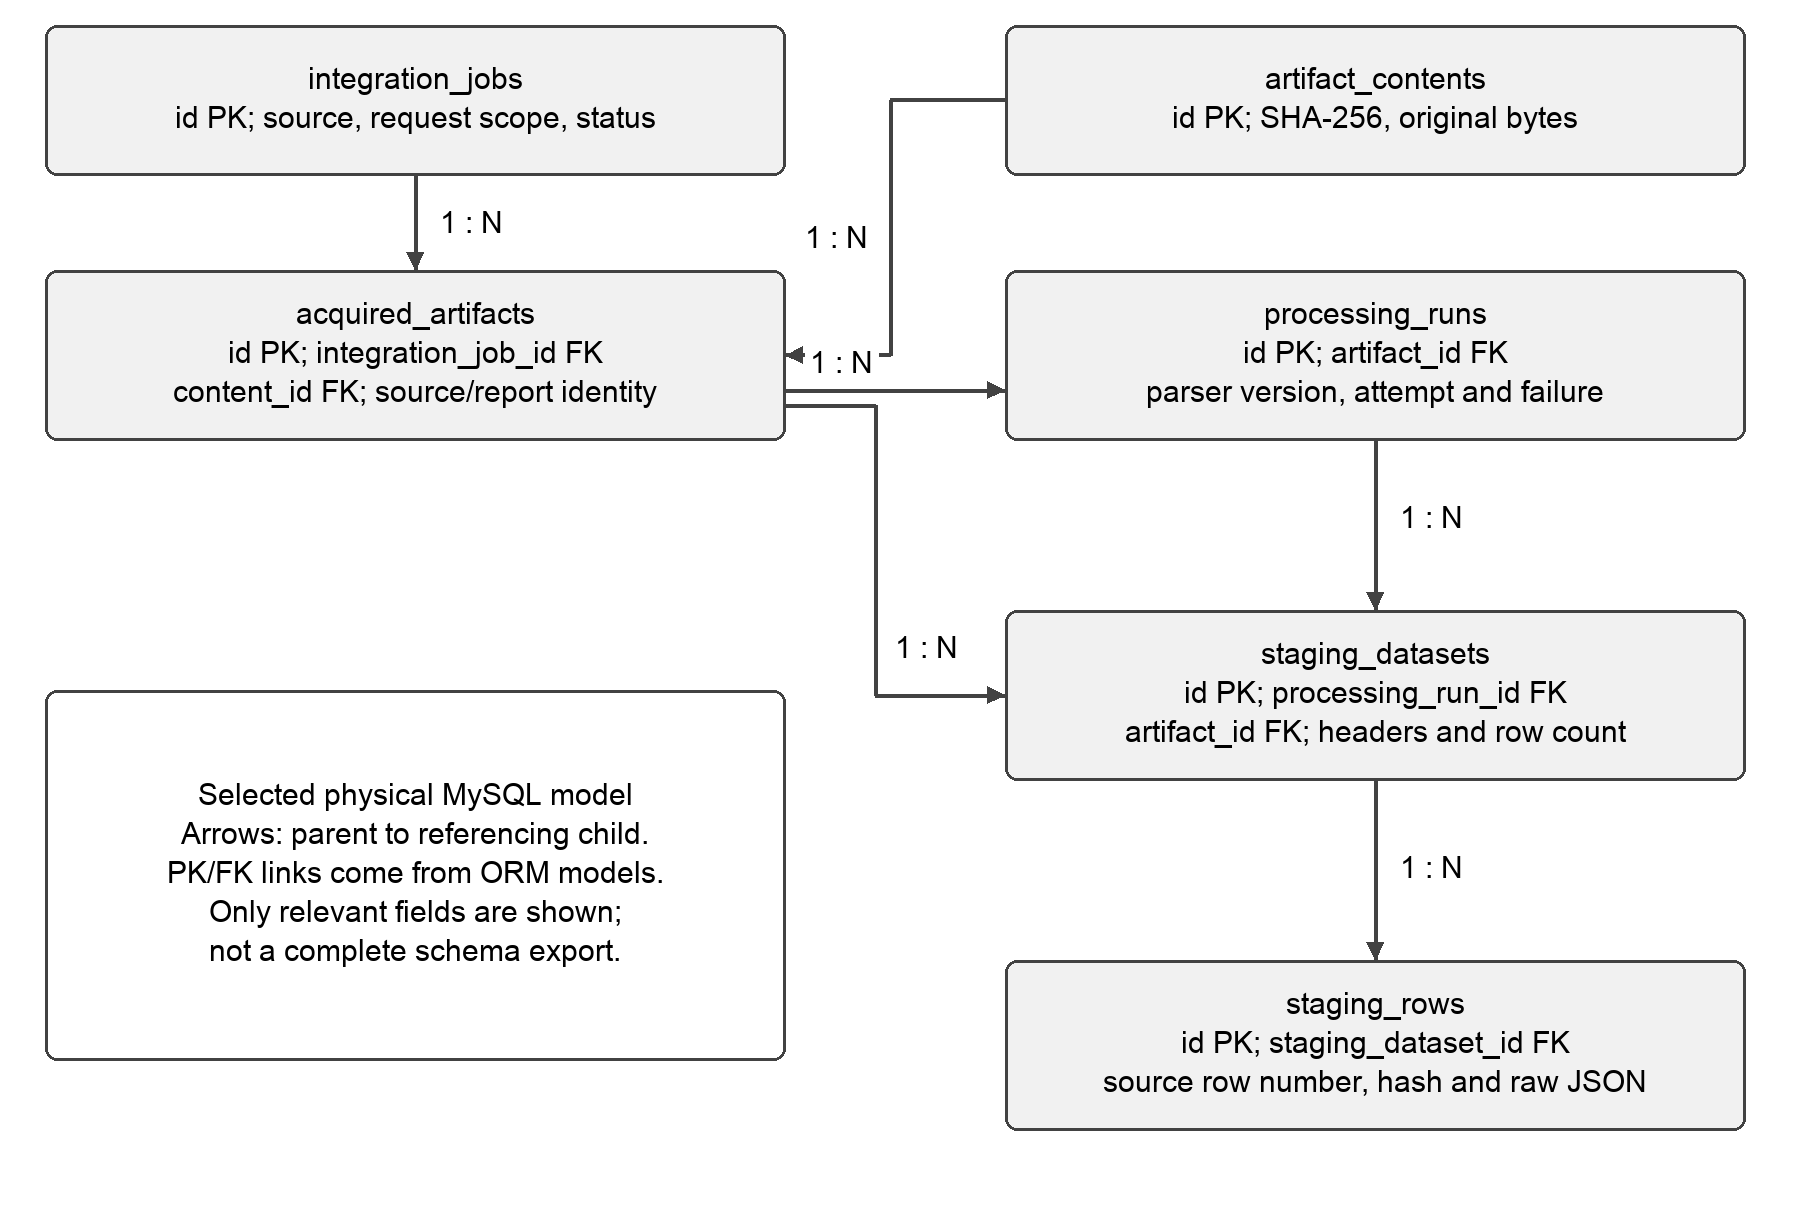 integration_jobs
id PK; source, request scope, status
artifact_contents
id PK; SHA-256, original bytes
1 : N
1 : N
acquired_artifacts
id PK; integration_job_id FK
content_id FK; source/report identity
1 : N
processing_runs
id PK; artifact_id FK
parser version, attempt and failure
1 : N
1 : N
staging_datasets
id PK; processing_run_id FK
artifact_id FK; headers and row count
Selected physical MySQL model
Arrows: parent to referencing child.
PK/FK links come from ORM models.
Only relevant fields are shown;
not a complete schema export.
1 : N
staging_rows
id PK; staging_dataset_id FK
source row number, hash and raw JSON